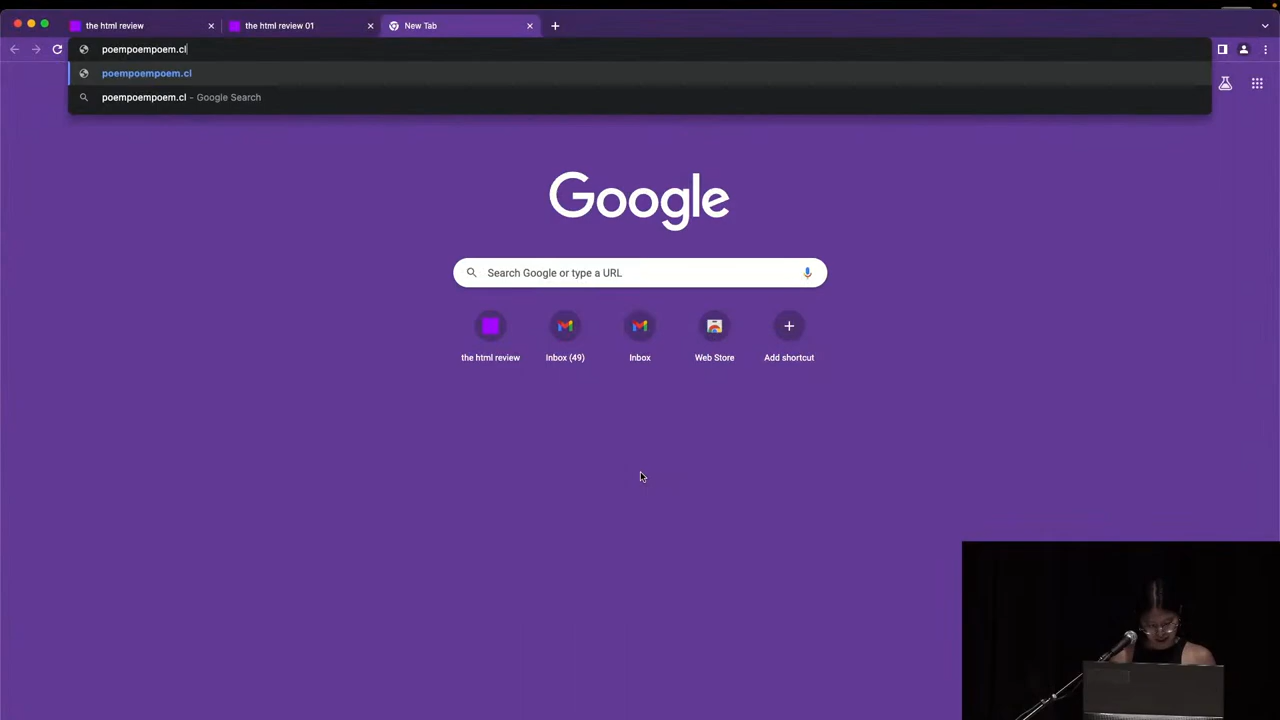 the html review
the html review 01
New Tab
poempoempoem.cl
poempoempoem.cl
poempoempoem.cl – Google Search
Google
Search Google or type a URL
the html review
Inbox (49)
Inbox
Web Store
Add shortcut